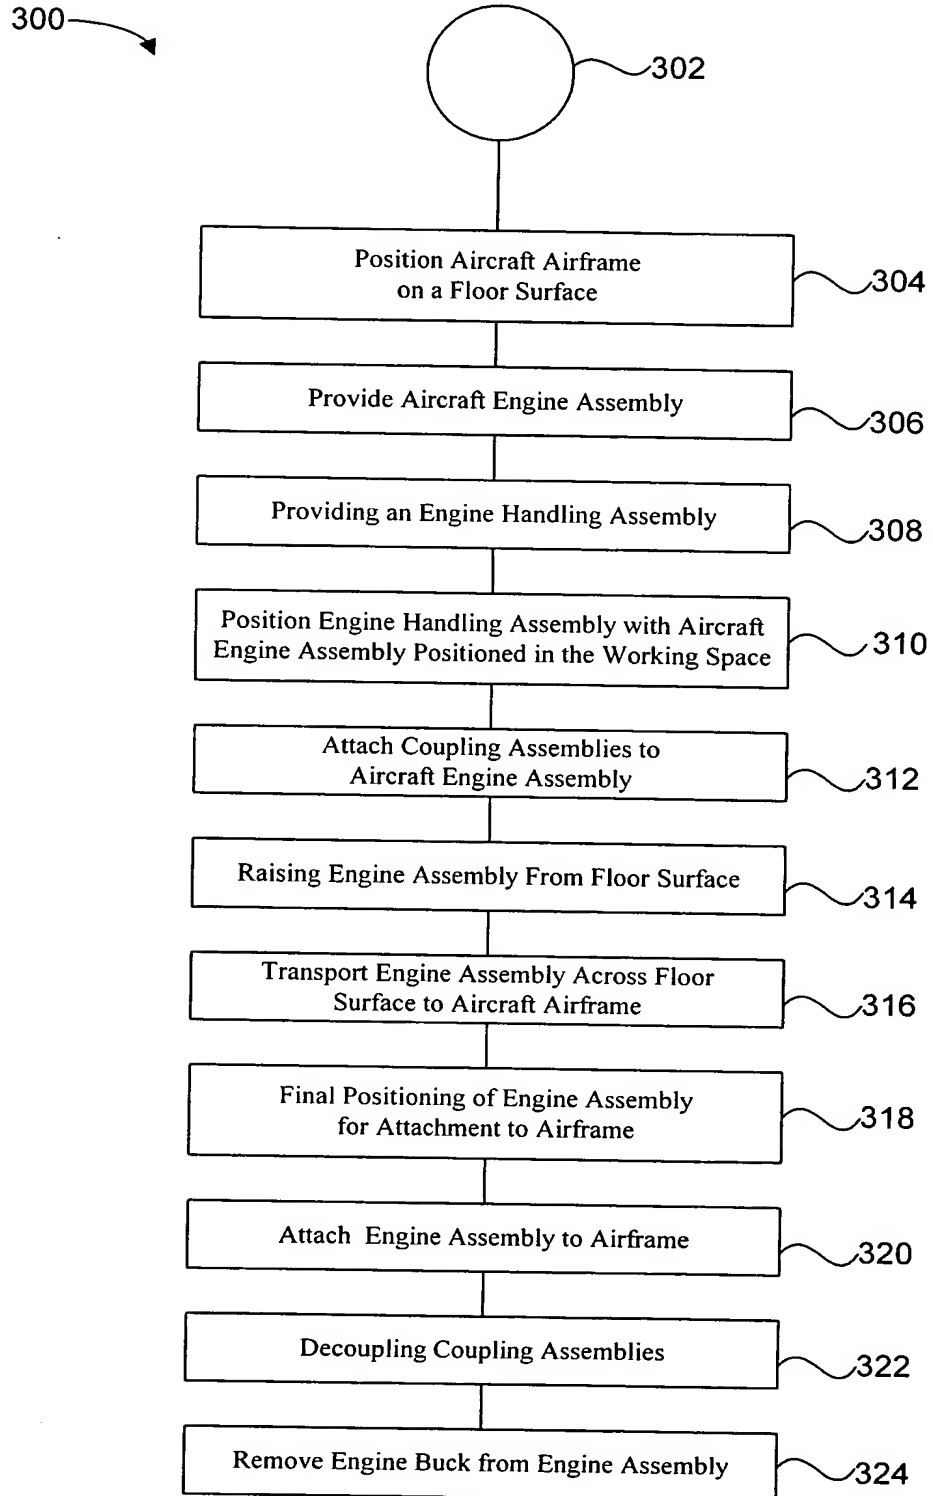 300
302
Position Aircraft Airframe
on a Floor Surface
304
Provide Aircraft Engine Assembly
306
Providing an Engine Handling Assembly
308
Position Engine Handling Assembly with Aircraft
Engine Assembly Positioned in the Working Space
310
Attach Coupling Assemblies to
Aircraft Engine Assembly
312
Raising Engine Assembly From Floor Surface
314
Transport Engine Assembly Across Floor
Surface to Aircraft Airframe
316
Final Positioning of Engine Assembly
for Attachment to Airframe
318
Attach Engine Assembly to Airframe
320
Decoupling Coupling Assemblies
322
Remove Engine Buck from Engine Assembly
324